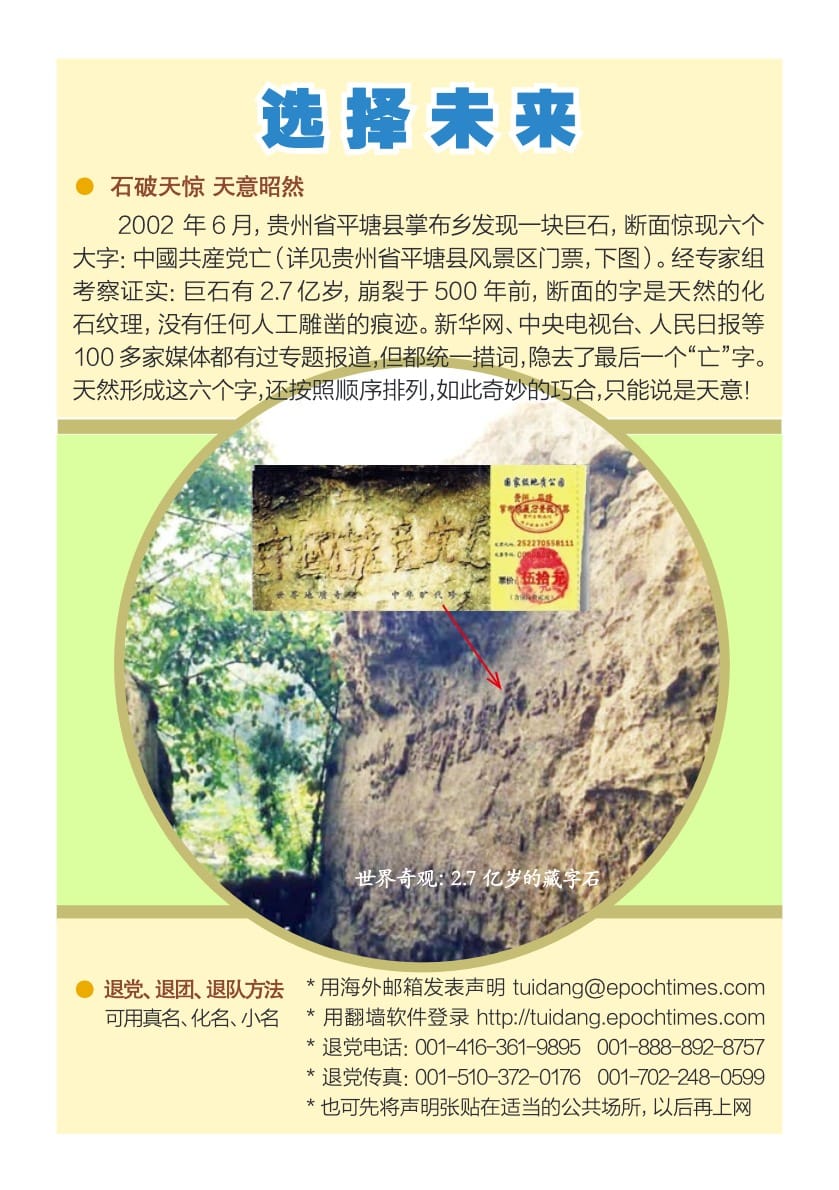 选择未来
石破天惊 天意昭然
2002 年 6 月, 贵州省平塘县掌布乡发现一块巨石, 断面惊现六个
大字: 中國共産党亡 (详见贵州省平塘县风景区门票, 下图)。经专家组
考察证实: 巨石有 2.7 亿岁, 崩裂于 500 年前, 断面的字是天然的化
石纹理, 没有任何人工雕凿的痕迹。新华网、中央电视台、人民日报等
100 多家媒体都有过专题报道, 但都统一措词, 隐去了最后一个“亡”字。
天然形成这六个字, 还按照顺序排列, 如此奇妙的巧合, 只能说是天意!
国家级地质公园
中國
252270558111
票价:
伍拾元
世界地质奇
中华旷代珍
世界奇观: 2.7 亿岁的藏字石
退党、退团、退队方法
可用真名、化名、小名
* 用海外邮箱发表声明 tuidang@epochtimes.com
* 用翻墙软件登录 http://tuidang.epochtimes.com
* 退党电话: 001-416-361-9895 001-888-892-8757
* 退党传真: 001-510-372-0176 001-702-248-0599
* 也可先将声明张贴在适当的公共场所, 以后再上网